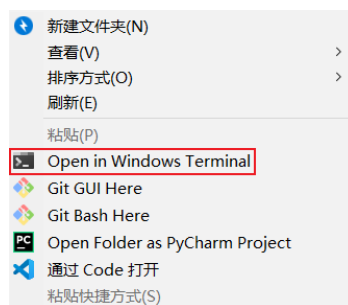 新建文件夹(N)
查看(V)
排序方式(O)
刷新(E)
粘贴(P)
Open in Windows Terminal
Git GUI Here
Git Bash Here
PC Open Folder as PyCharm Project
通过 Code 打开
粘贴快捷方式(S)